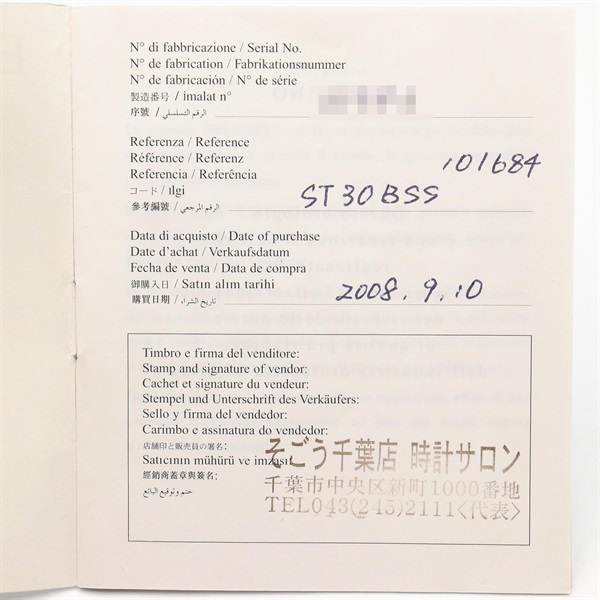 N° di fabbricazione / Serial No.
N° de fabrication / Fabrikationsnummer
N° de fabricación / N° de série
製造番号 / imalat n°
序號 / الرقم التسلسلي
Referenza / Reference
Référence / Referenz
101684
Referencia / Referência
コード / ılgi
ST30BSS
参考編號 / الرقم المرجعي
Data di acquisto / Date of purchase
Date d'achat / Verkaufsdatum
Fecha de venta / Data de compra
御購入日 / Satın alım tarihi
2008.9.10
購買日期 / تاريخ الشراء
Timbro e firma del venditore:
Stamp and signature of vendor:
Cachet et signature du vendeur:
Stempel und Unterschrift des Verkäufers:
Sello y firma del vendedor:
Carimbo e assinatura do vendedor:
店舗印と販売員の署名:
Satıcının mühürü ve imzası:
そごう千葉店 時計サロン
經銷商蓋章與簽名:
千葉市中央区新町1000番地
ختم وتوقيع البائع:
TEL043(245)2111<代表>